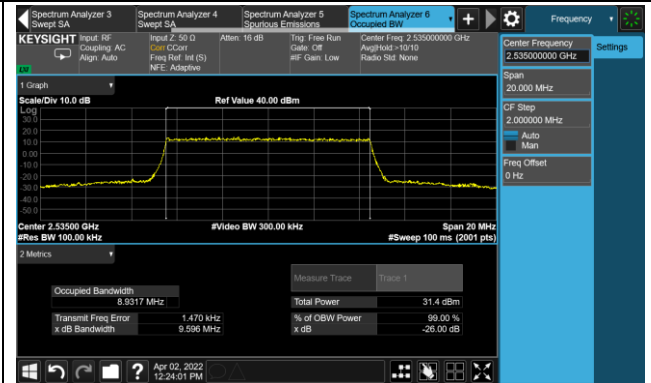 Spectrum Analyzer 3
Swept SA
Spectrum Analyzer 4
Swept SA
Spectrum Analyzer 5
Spurious Emissions
Spectrum Analyzer 6
Occupied BW
Frequency
KEYSIGHT
Input: RF
Coupling: AC
Align: Auto
Input Z: 50 Ω
Corr CCorr
Freq Ref: Int (S)
NFE: Adaptive
Atten: 16 dB
Trig: Free Run
Gate: Off
#IF Gain: Low
Center Freq: 2.535000000 GHz
Avg|Hold:>10/10
Radio Std: None
Center Frequency
2.535000000 GHz
Settings
Span
20.000 MHz
CF Step
2.000000 MHz
Auto
Man
Freq Offset
0 Hz
1 Graph
Scale/Div 10.0 dB
Ref Value 40.00 dBm
Log
30.0
20.0
10.0
0.00
-10.0
-20.0
-30.0
-40.0
-50.0
Center 2.53500 GHz
#Video BW 300.00 kHz
Span 20 MHz
#Res BW 100.00 kHz
#Sweep 100 ms (2001 pts)
2 Metrics
Measure Trace
Trace 1
Occupied Bandwidth
8.9317 MHz
Total Power
31.4 dBm
Transmit Freq Error
1.470 kHz
% of OBW Power
99.00 %
x dB Bandwidth
9.596 MHz
x dB
-26.00 dB
Apr 02, 2022
12:24:01 PM